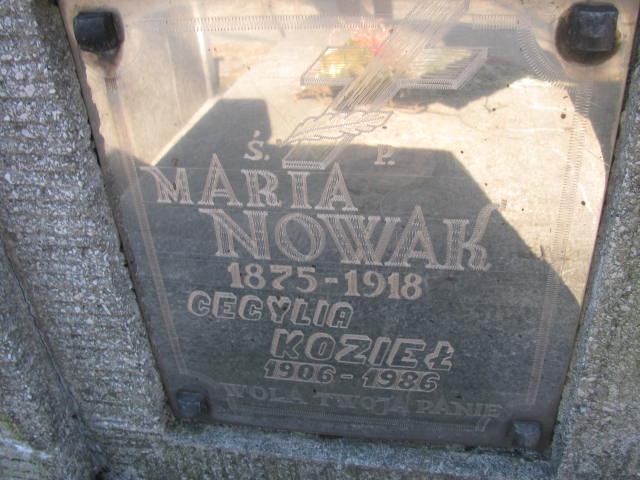 Ś. P.
MARIA
NOWAK
1875-1918
CECYLIA
KOZIEŁ
1906-1986
WOLA TWOJA PANIE